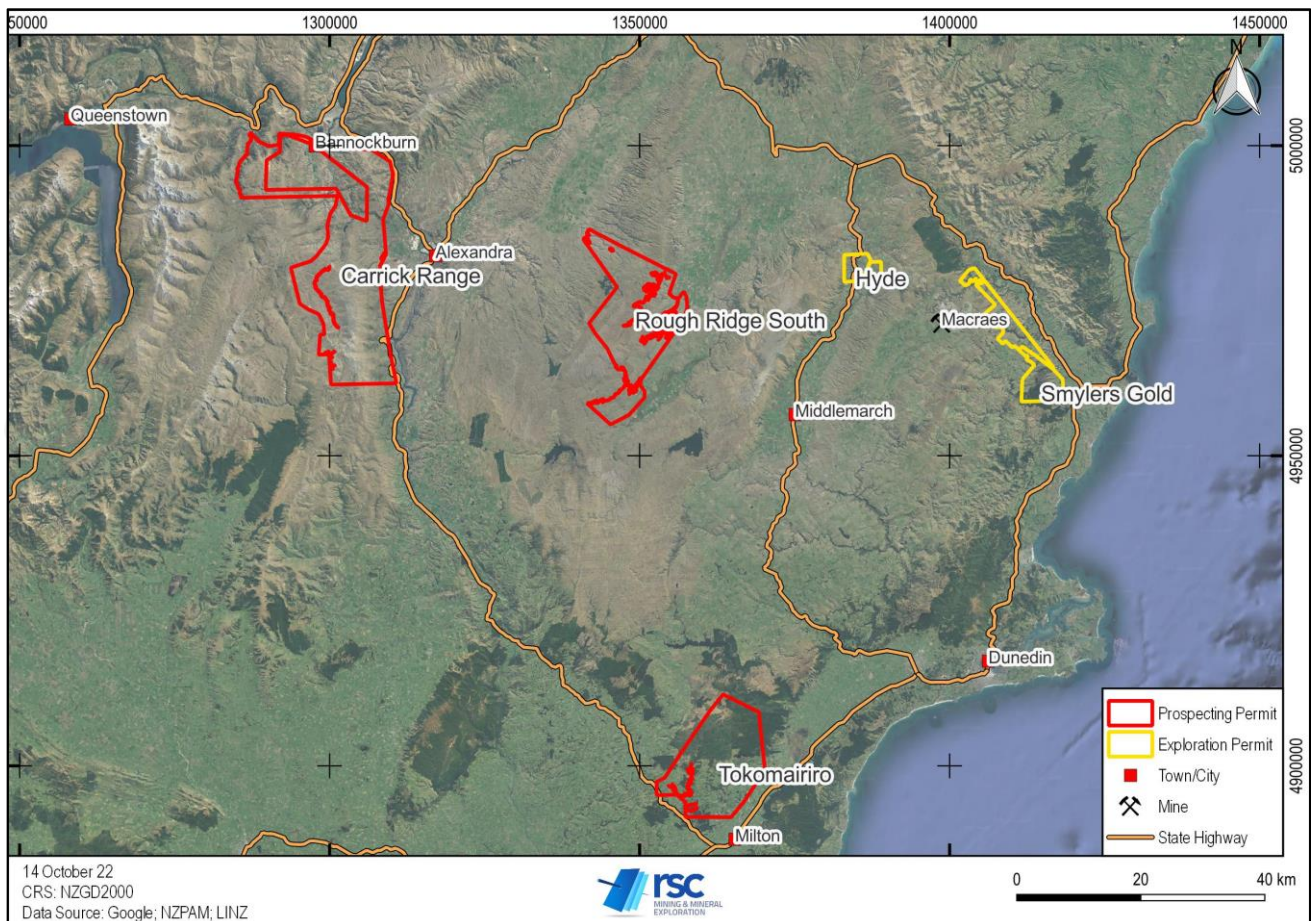 50000
1300000
1350000
1400000
1450000
N
Queenstown
Bannockburn
5000000
Alexandra
Carrick Range
Hyde
Rough Ridge South
Macraes
Smylers Gold
Middlemarch
4950000
Dunedin
Tokomairiro
4900000
Milton
Prospecting Permit
Exploration Permit
Town/City
Mine
State Highway
14 October 22
CRS: NZGD2000
Data Source: Google; NZPAM; LINZ
rsc
MINING & MINERAL
EXPLORATION
0 20 40 km